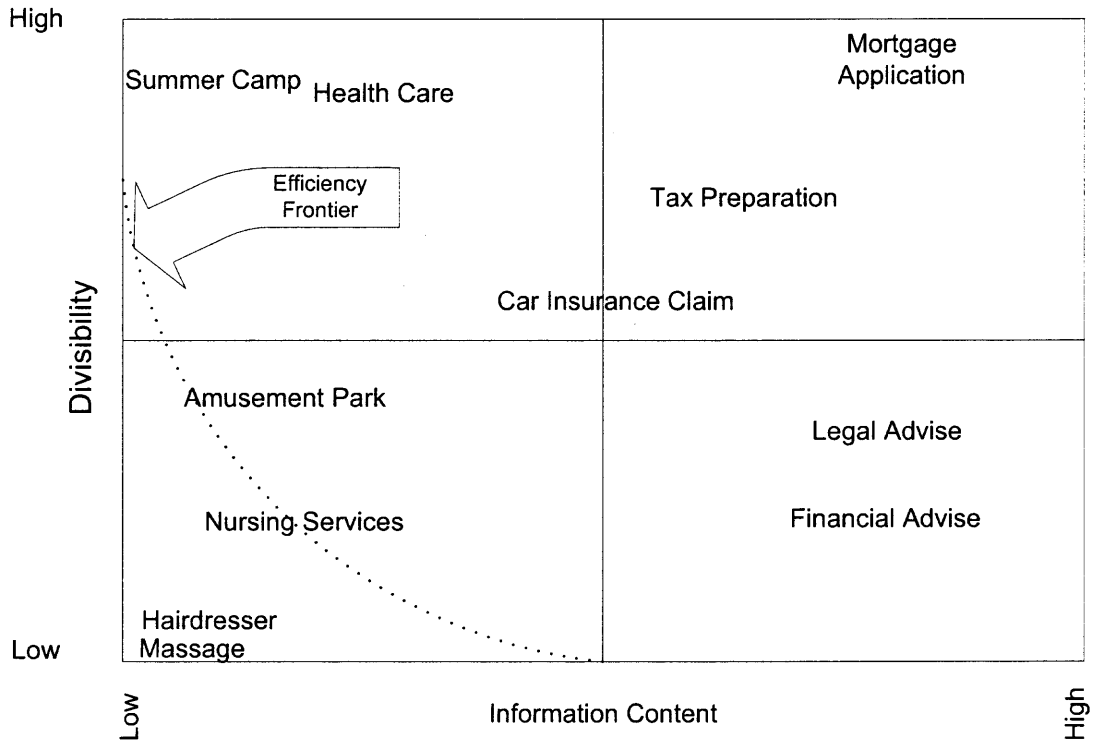 High
Mortgage
Application
Summer Camp
Health Care
Efficiency
Frontier
Tax Preparation
Car Insurance Claim
Divisibility
Amusement Park
Legal Advise
Nursing Services
Financial Advise
Hairdresser
Massage
Low
Low
Information Content
High